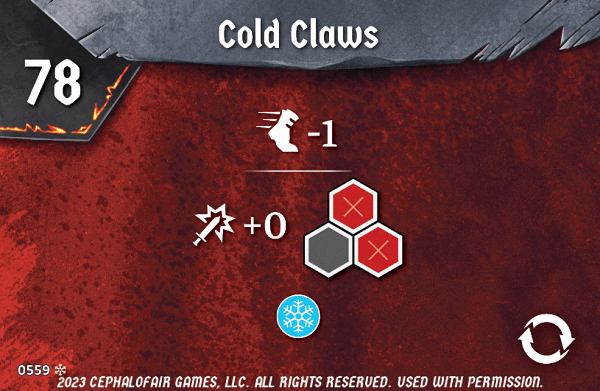 Cold Claws
78
-1
+0
0559
2023 CEPHALOFAIR GAMES, LLC. ALL RIGHTS RESERVED. USED WITH PERMISSION.